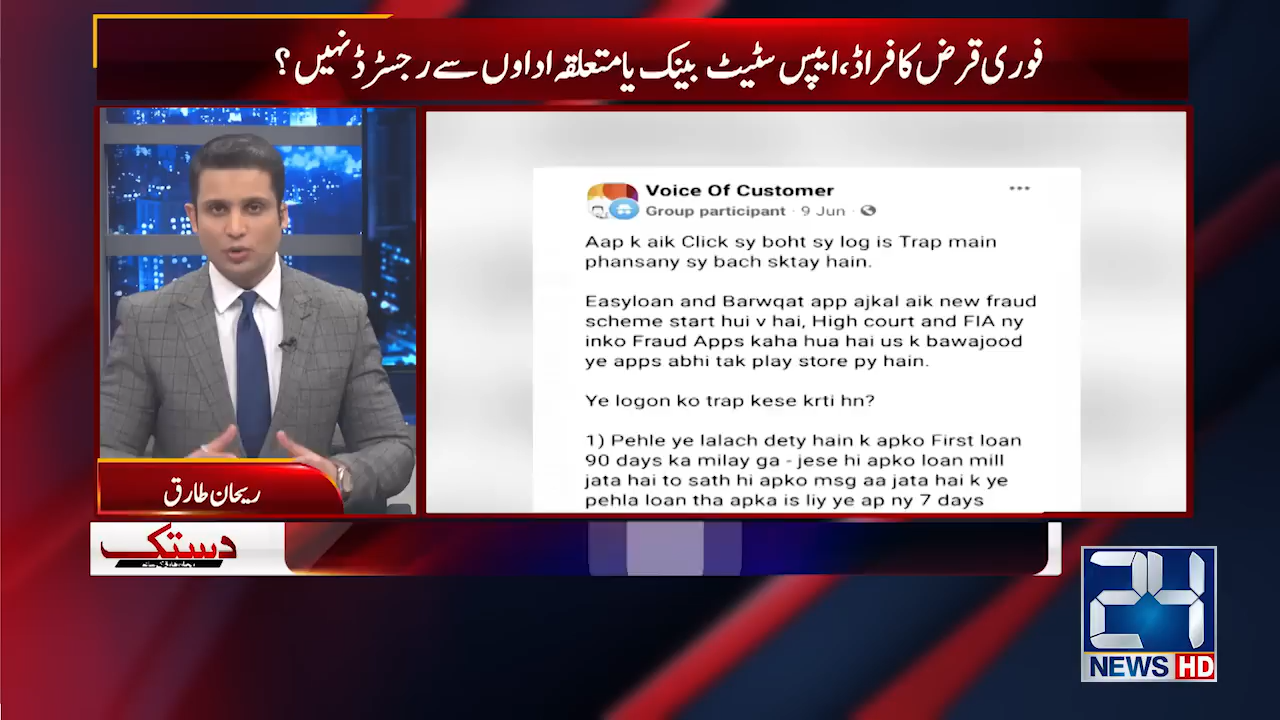 فوری قرض کا فراڈ، ایپس سٹیٹ بینک یا متعلقہ اداوں سے رجسٹرڈ نہیں؟
Voice Of Customer
Group participant · 9 Jun ·
Aap k aik Click sy boht sy log is Trap main
phansany sy bach sktay hain.
Easyloan and Barwqat app ajkal aik new fraud
scheme start hui v hai, High court and FIA ny
inko Fraud Apps kaha hua hai us k bawajood
ye apps abhi tak play store py hain.
Ye logon ko trap kese krti hn?
1) Pehle ye lalach dety hain k apko First loan
90 days ka milay ga - jese hi apko loan mill
jata hai to sath hi apko msg aa jata hai k ye
pehla loan tha apka is liy ye ap ny 7 days
ریحان طارق
دستک
24
NEWS HD